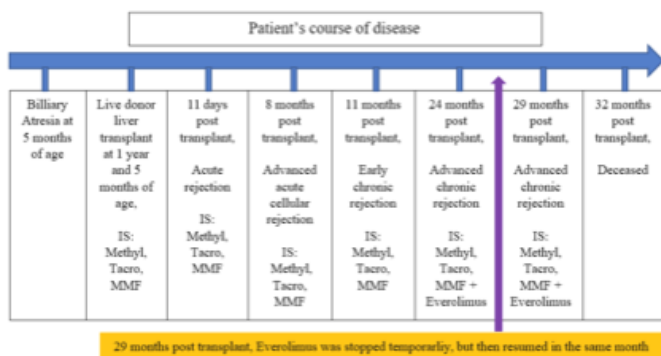 Patient's course of disease
Billiary
Atresia at
5 months
of age
Live donor
liver
transplant
at 1 year
and 5
months of
age,
IS:
Methyl,
Tacro,
MMF
11 days
post
transplant,
Acute
rejection
IS:
Methyl,
Tacro,
MMF
8 months
post
transplant,
Advanced
acute
cellular
rejection
IS:
Methyl,
Tacro,
MMF
11 months
post
transplant,
Early
chronic
rejection
IS:
Methyl,
Tacro,
MMF
24 months
post
transplant,
Advanced
chronic
rejection
IS:
Methyl,
Tacro,
MMF +
Everolimus
29 months
post
transplant,
Advanced
chronic
rejection
IS:
Methyl,
Tacro,
MMF +
Everolimus
32 months
post
transplant,
Deceased
29 months post transplant, Everolimus was stopped temporarliy, but then resumed in the same month